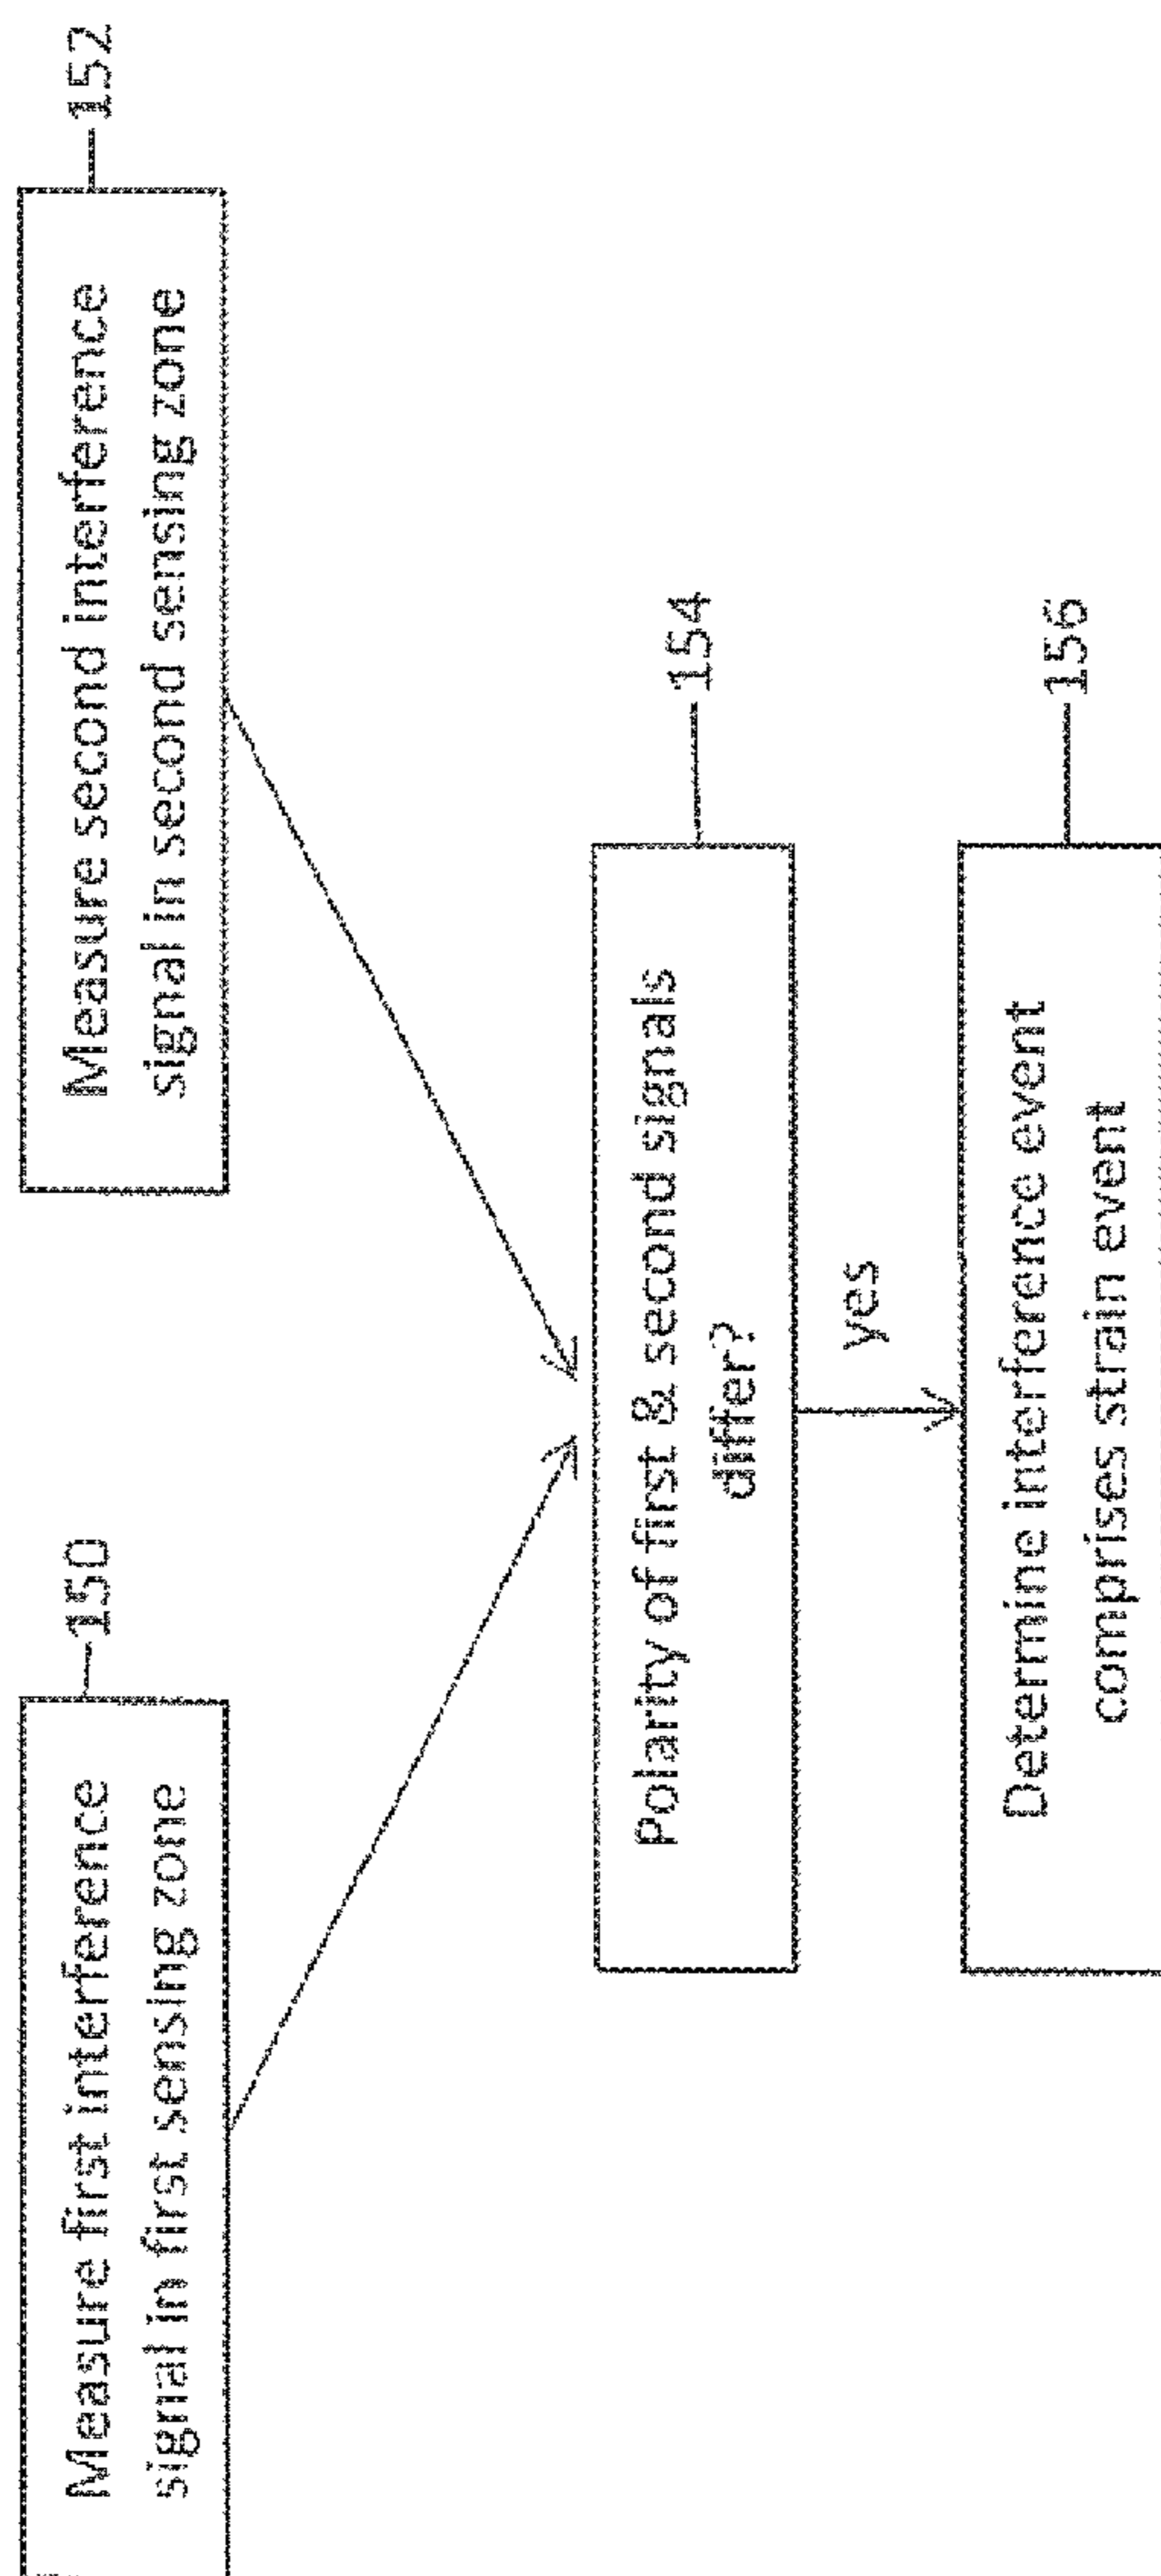 Measure first interference
signal in first sensing zone
150
Measure second interference
signal in second sensing zone
152
Polarity of first & second signals
differ?
154
yes
Determine interference event
comprises strain event
156